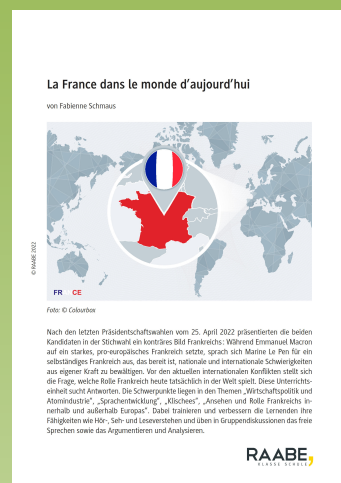 La France dans le monde d'aujourd'hui
von Fabienne Schmaus
© RAABE 2022
FR CE
Foto: © Colourbox
Nach den letzten Präsidentschaftswahlen vom 25. April 2022 präsentierten die beiden
Kandidaten in der Stichwahl ein konträres Bild Frankreichs: Während Emmanuel Macron
auf ein starkes, pro-europäisches Frankreich setzte, sprach sich Marine Le Pen für ein
selbständiges Frankreich aus, das bereit ist, nationale und internationale Schwierigkeiten
aus eigener Kraft zu bewältigen. Vor den aktuellen internationalen Konflikten stellt sich
die Frage, welche Rolle Frankreich heute tatsächlich in der Welt spielt. Diese Unterrichts-
einheit sucht Antworten. Die Schwerpunkte liegen in den Themen „Wirtschaftspolitik und
Atomindustrie", „Sprachentwicklung", „Klischees", „Ansehen und Rolle Frankreichs in-
nerhalb und außerhalb Europas". Dabei trainieren und verbessern die Lernenden ihre
Fähigkeiten wie Hör-, Seh- und Leseverstehen und üben in Gruppendiskussionen das freie
Sprechen sowie das Argumentieren und Analysieren.
RAABE,
KLASSE SCHULE